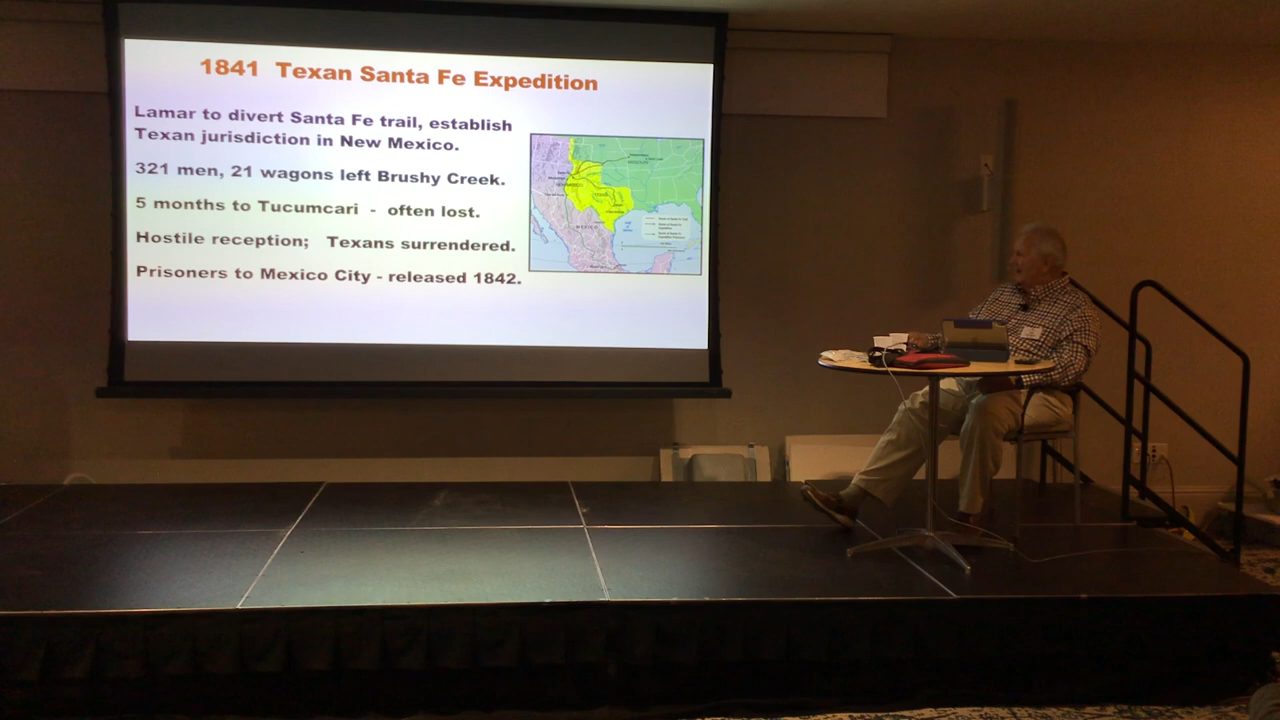 1841 Texan Santa Fe Expedition
Lamar to divert Santa Fe trail, establish
Texan jurisdiction in New Mexico.
321 men, 21 wagons left Brushy Creek.
5 months to Tucumcari - often lost.
Hostile reception; Texans surrendered.
Prisoners to Mexico City - released 1842.